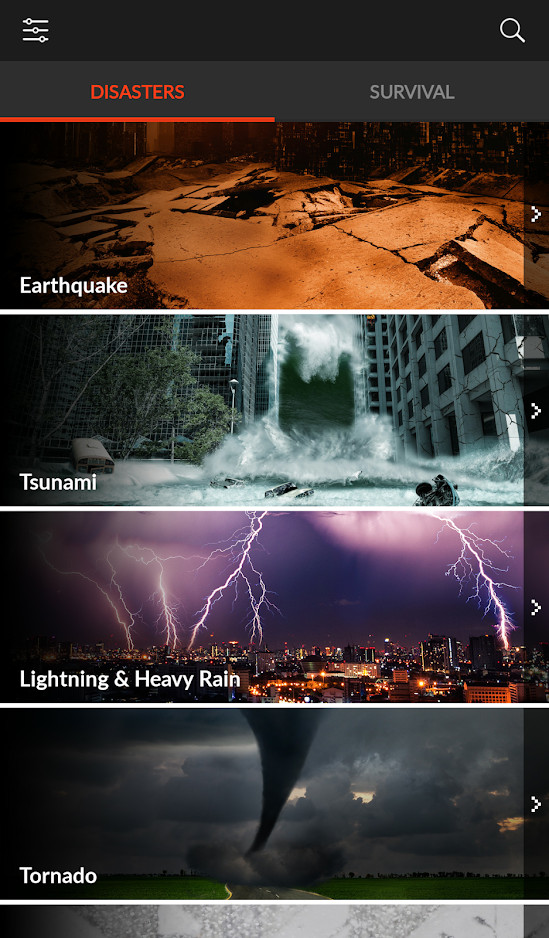 DISASTERS
SURVIVAL
Earthquake
Tsunami
Lightning & Heavy Rain
Tornado